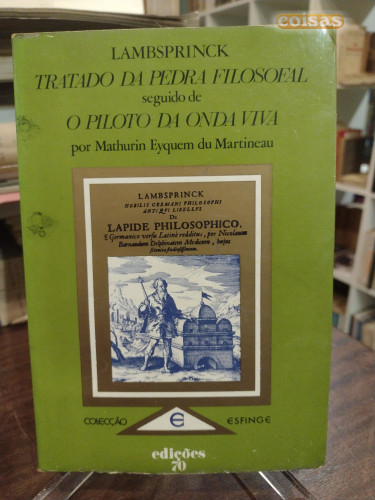 coisas
LAMBSPRINCK
TRATADO DA PEDRA FILOSOFAL
seguido de
O PILOTO DA ONDA VIVA
por Mathurin Eyquem du Martineau
LAMBSPRINCK
NOBILIS GERMANI PHILOSOPHI
ANTIQUI LIBELLUS
De
LAPIDE PHILOSOPHICO,
E Germanico versu Latinè redditus, per Nicolaum
Barnaudum Delphinatem Medicum, hujus
COLECÇÃO
E
ESFINGE
edições
70